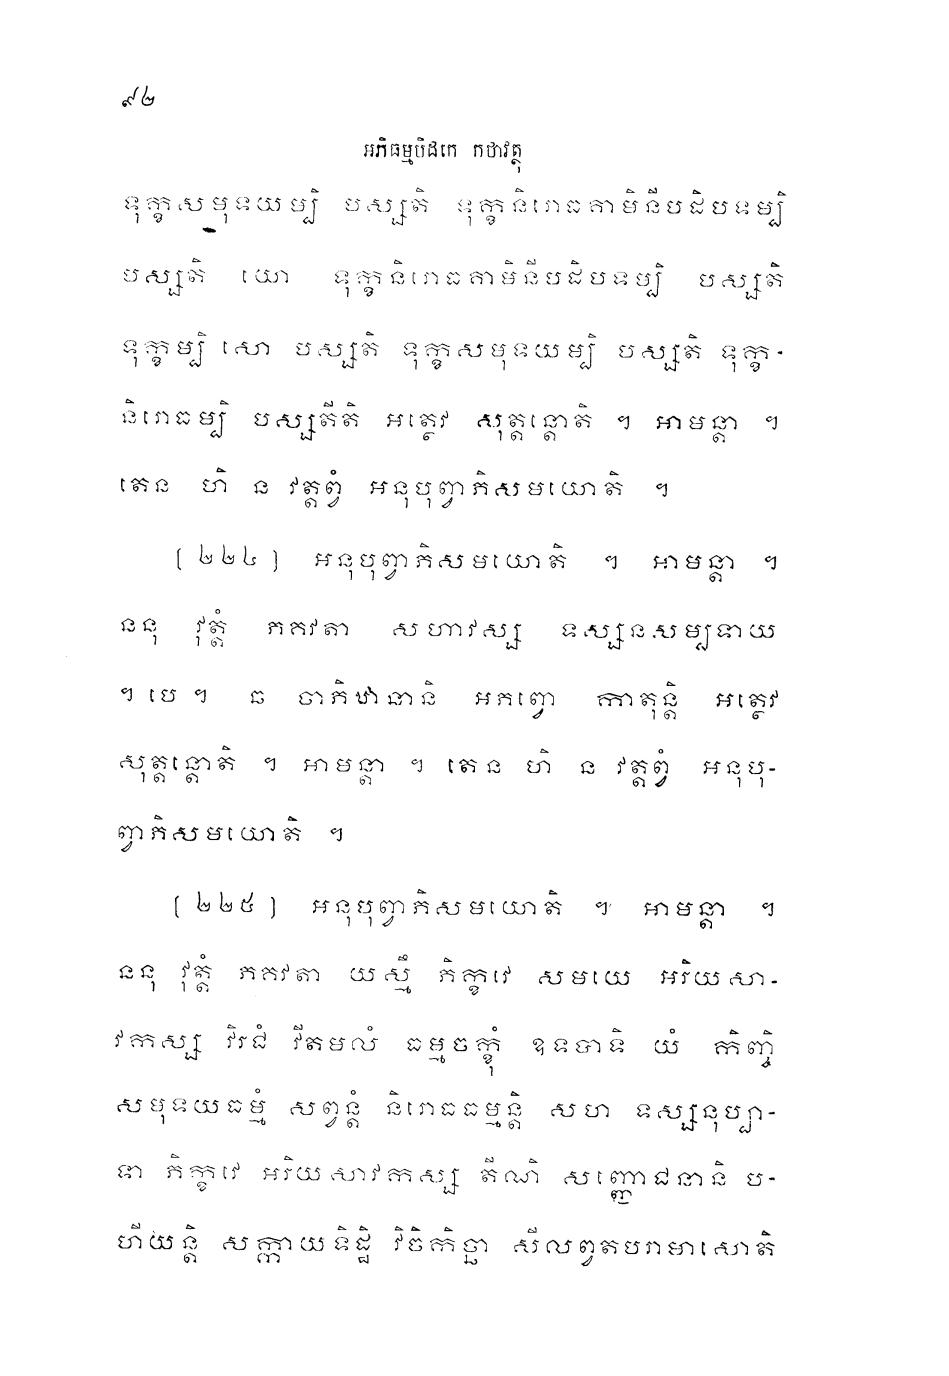 ៩២
អភិធម្មបិដកេ កថាវត្ថុ
ទុក្ខសមុទយម្បិ បស្សតិ ទុក្ខនិរោធគាមិនីបដិបទម្បិ
បស្សតិ យោ ទុក្ខនិរោធគាមិនីបដិបទម្បិ បស្សតិ
ទុក្ខម្បិ សោ បស្សតិ ទុក្ខសមុទយម្បិ បស្សតិ ទុក្ខ-
និរោធម្បិ បស្សតីតិ អត្ថេវ សុត្តន្តោតិ ។ អាមន្តា ។
តេន ហិ ន វត្តព្វំ អនុបុព្វាភិសមយោតិ ។
[ ២២៤ ] អនុបុព្វាភិសមយោតិ ។ អាមន្តា ។
ននុ វុត្តំ ភគវតា សហាវស្ស ទស្សនសម្បទាយ
។ បេ ។ ឆ ចាភិឋានានិ អភព្វោ កាតុន្តិ អត្ថេវ
សុត្តន្តោតិ ។ អាមន្តា ។ តេន ហិ ន វត្តព្វំ អនុបុ-
ព្វាភិសមយោតិ ។
[ ២២៥ ] អនុបុព្វាភិសមយោតិ ។ អាមន្តា ។
ននុ វុត្តំ ភគវតា យស្មឹ ភិក្ខវេ សមយេ អរិយសា-
វកស្ស វិរជំ វីតមលំ ធម្មចក្ខុំ ឧទបាទិ យំ កិញ្ចិ
សមុទយធម្មំ សព្វន្តំ និរោធធម្មន្តិ សហ ទស្សនុប្បា-
ទា ភិក្ខវេ អរិយសាវកស្ស តីណិ សញ្ញោជនានិ ប-
ហីយន្តិ សក្កាយទិដ្ឋិ វិចិកិច្ឆា សីលព្វតបរាមាសោតិ